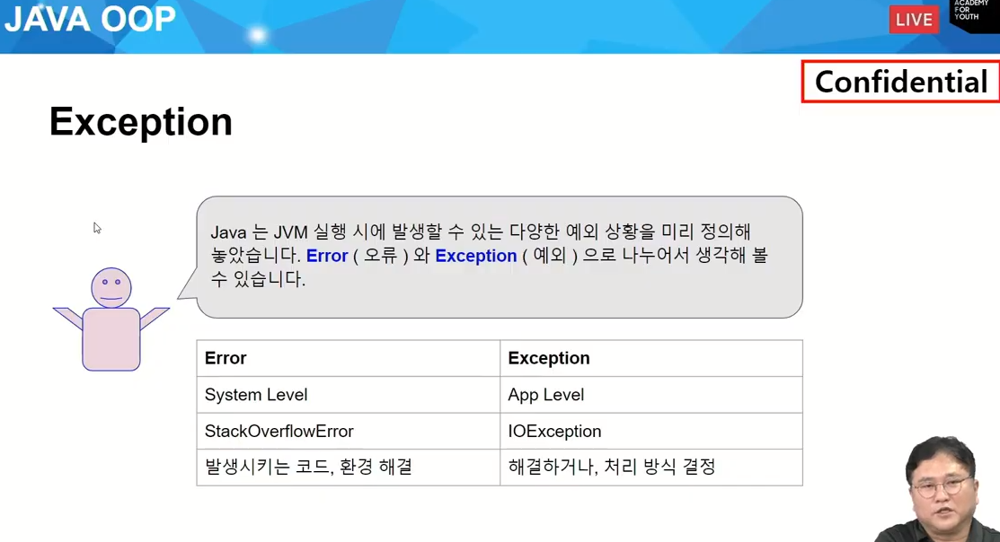 JAVA OOP
LIVE
ACADEMY
FOR
YOUTH
Confidential
Exception
Java 는 JVM 실행 시에 발생할 수 있는 다양한 예외 상황을 미리 정의해
놓았습니다. Error ( 오류 ) 와 Exception ( 예외 ) 으로 나누어서 생각해 볼
수 있습니다.
Error
Exception
System Level
App Level
StackOverflowError
IOException
발생시키는 코드, 환경 해결
해결하거나, 처리 방식 결정